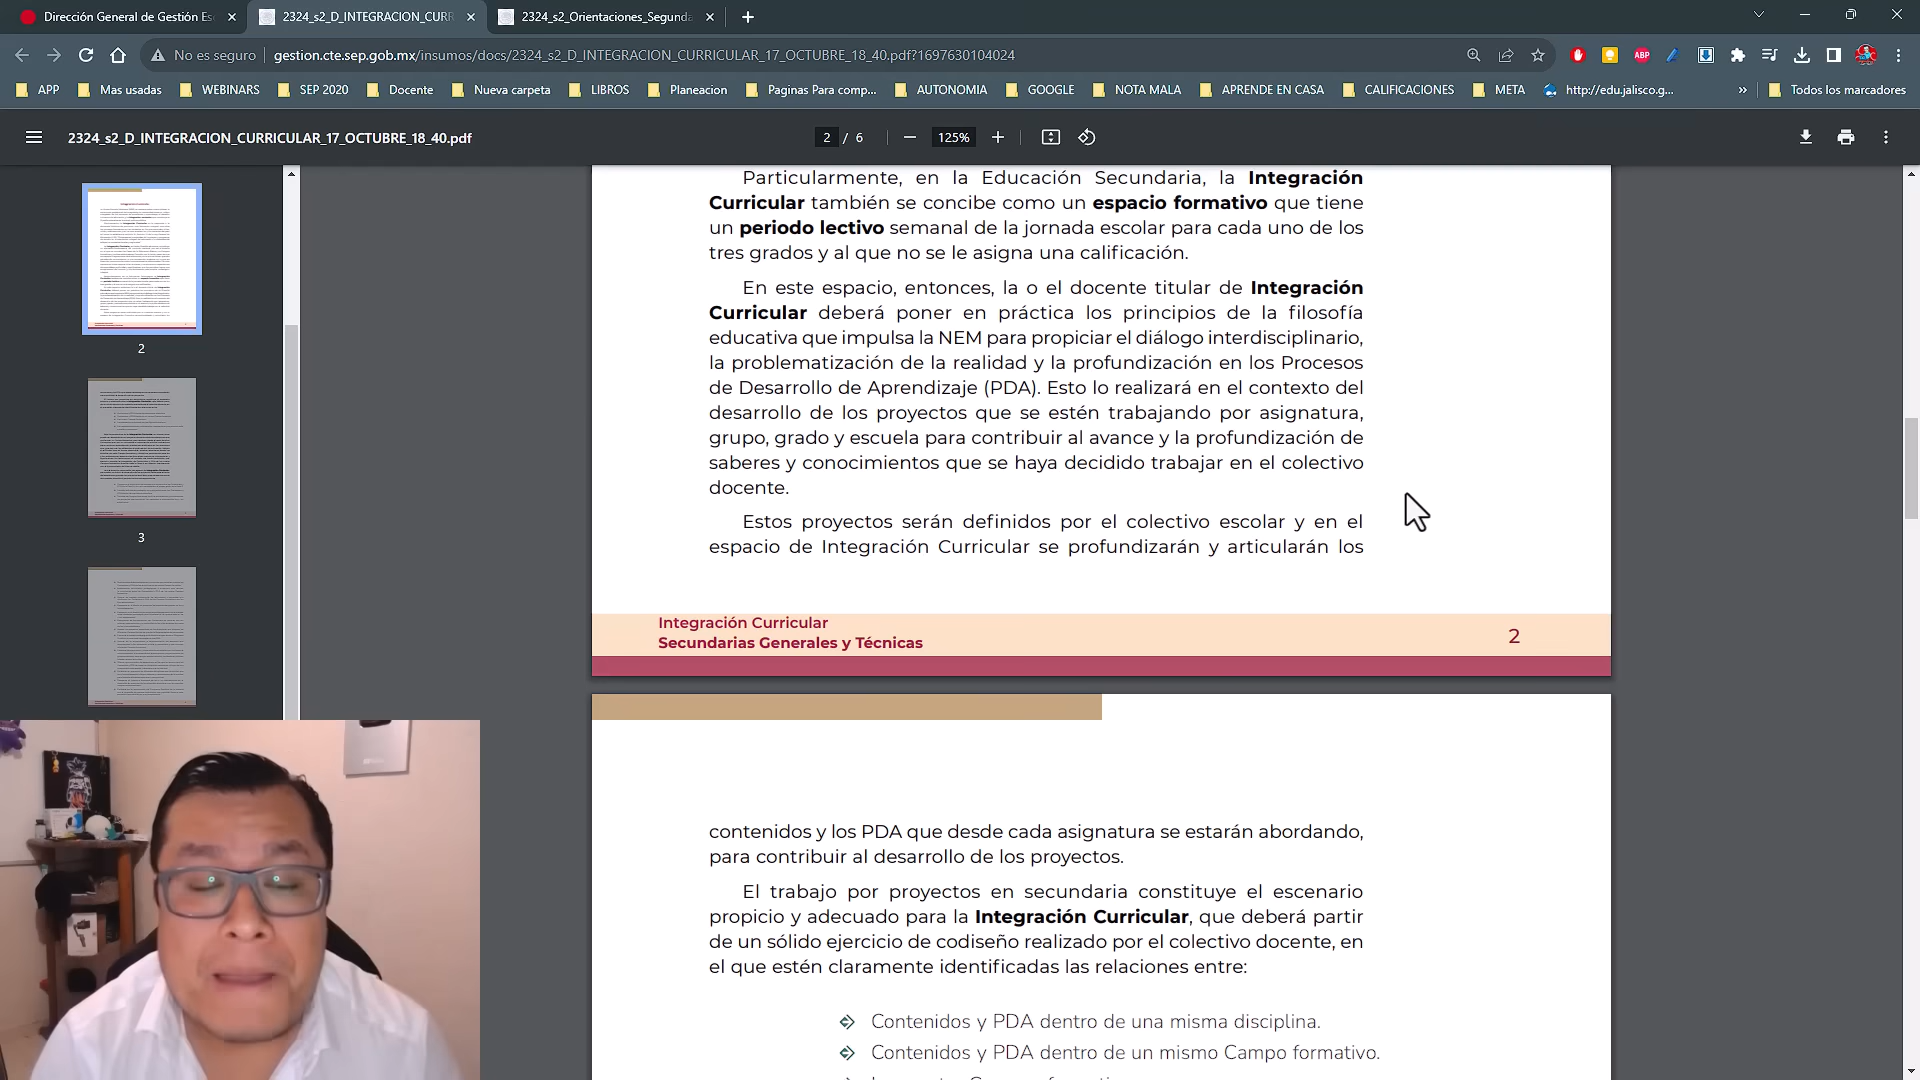 Dirección General de Gestión Es
2324_s2_D_INTEGRACION_CURR
2324_s2_Orientaciones_Segunda
No es seguro
gestion.cte.sep.gob.mx/insumos/docs/2324_s2_D_INTEGRACION_CURRICULAR_17_OCTUBRE_18_40.pdf?1697630104024
ABP
APP
Mas usadas
WEBINARS
SEP 2020
Docente
Nueva carpeta
LIBROS
Planeacion
Paginas Para comp...
AUTONOMIA
GOOGLE
NOTA MALA
APRENDE EN CASA
CALIFICACIONES
META
http://edu.jalisco.g...
»
Todos los marcadores
2324_s2_D_INTEGRACION_CURRICULAR_17_OCTUBRE_18_40.pdf
2 / 6
125%
2
3
Particularmente, en la Educación Secundaria, la Integración
Curricular también se concibe como un espacio formativo que tiene
un periodo lectivo semanal de la jornada escolar para cada uno de los
tres grados y al que no se le asigna una calificación.
En este espacio, entonces, la o el docente titular de Integración
Curricular deberá poner en práctica los principios de la filosofía
educativa que impulsa la NEM para propiciar el diálogo interdisciplinario,
la problematización de la realidad y la profundización en los Procesos
de Desarrollo de Aprendizaje (PDA). Esto lo realizará en el contexto del
desarrollo de los proyectos que se estén trabajando por asignatura,
grupo, grado y escuela para contribuir al avance y la profundización de
saberes y conocimientos que se haya decidido trabajar en el colectivo
docente.
Estos proyectos serán definidos por el colectivo escolar y en el
espacio de Integración Curricular se profundizarán y articularán los
Integración Curricular
Secundarias Generales y Técnicas
2
contenidos y los PDA que desde cada asignatura se estarán abordando,
para contribuir al desarrollo de los proyectos.
El trabajo por proyectos en secundaria constituye el escenario
propicio y adecuado para la Integración Curricular, que deberá partir
de un sólido ejercicio de codiseño realizado por el colectivo docente, en
el que estén claramente identificadas las relaciones entre:
Contenidos y PDA dentro de una misma disciplina.
Contenidos y PDA dentro de un mismo Campo formativo.